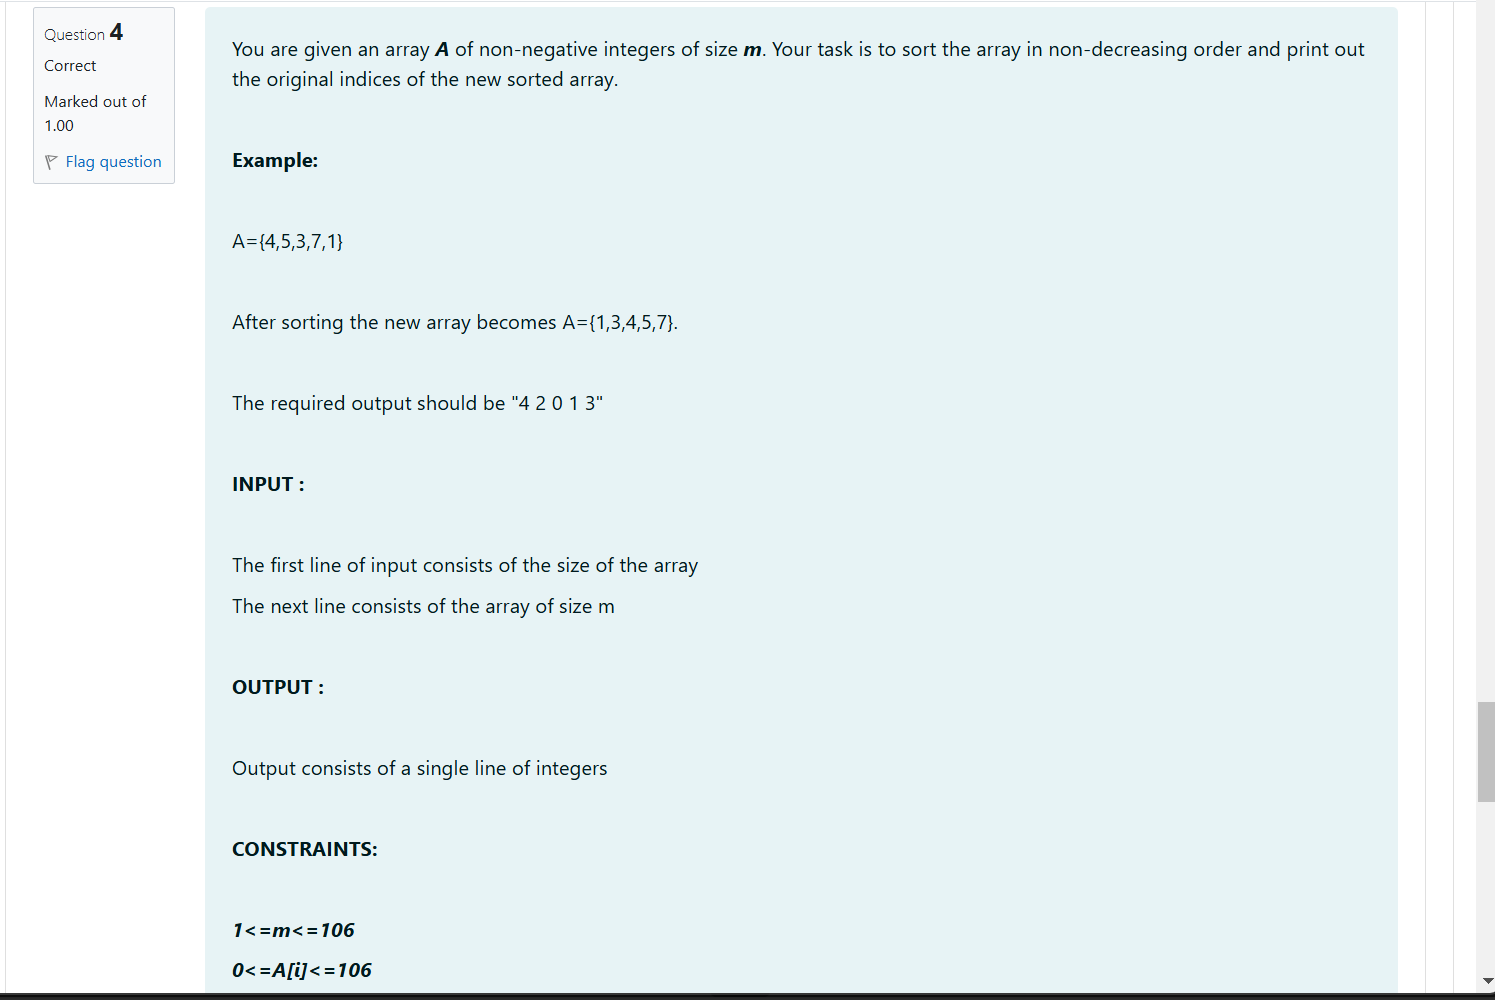 Question 4
Correct
Marked out of
1.00
Flag question
You are given an array A of non-negative integers of size m. Your task is to sort the array in non-decreasing order and print out
the original indices of the new sorted array.
Example:
A={4,5,3,7,1}
After sorting the new array becomes A={1,3,4,5,7}.
The required output should be "4 2 0 1 3"
INPUT :
The first line of input consists of the size of the array
The next line consists of the array of size m
OUTPUT :
Output consists of a single line of integers
CONSTRAINTS:
1<=m<=106
0<=A[i]<=106